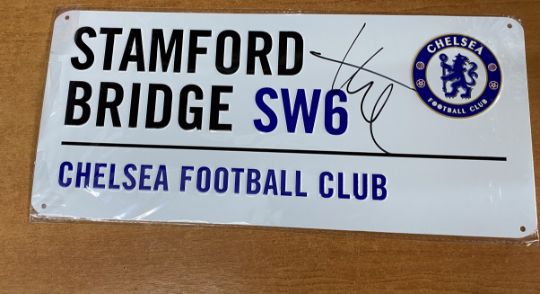 STAMFORD
BRIDGE SW6
CHELSEA FOOTBALL CLUB
CHELSEA
FOOTBALL CLUB